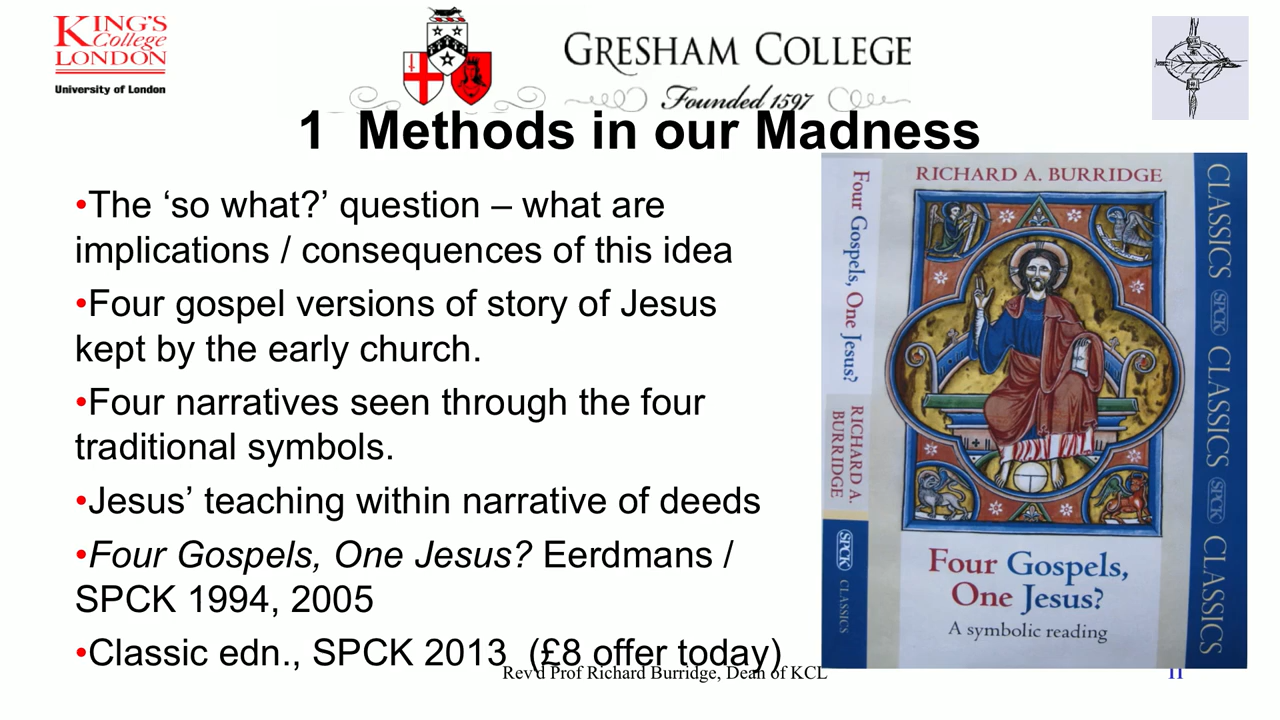 KING'S
College
LONDON
University of London
GRESHAM COLLEGE
Founded 1597
1 Methods in our Madness
•The ‘so what?’ question – what are
implications / consequences of this idea
•Four gospel versions of story of Jesus
kept by the early church.
•Four narratives seen through the four
traditional symbols.
•Jesus’ teaching within narrative of deeds
•Four Gospels, One Jesus? Eerdmans /
SPCK 1994, 2005
•Classic edn., SPCK 2013 (£8 offer today)
Four Gospels, One Jesus?
RICHARD A.
BURRIDGE
SPCK
CLASSICS
RICHARD A. BURRIDGE
Four Gospels,
One Jesus?
A symbolic reading
CLASSICS SPCK CLASSICS SPCK CLASSICS
Rev'd Prof Richard Burridge, Dean of KCL
11